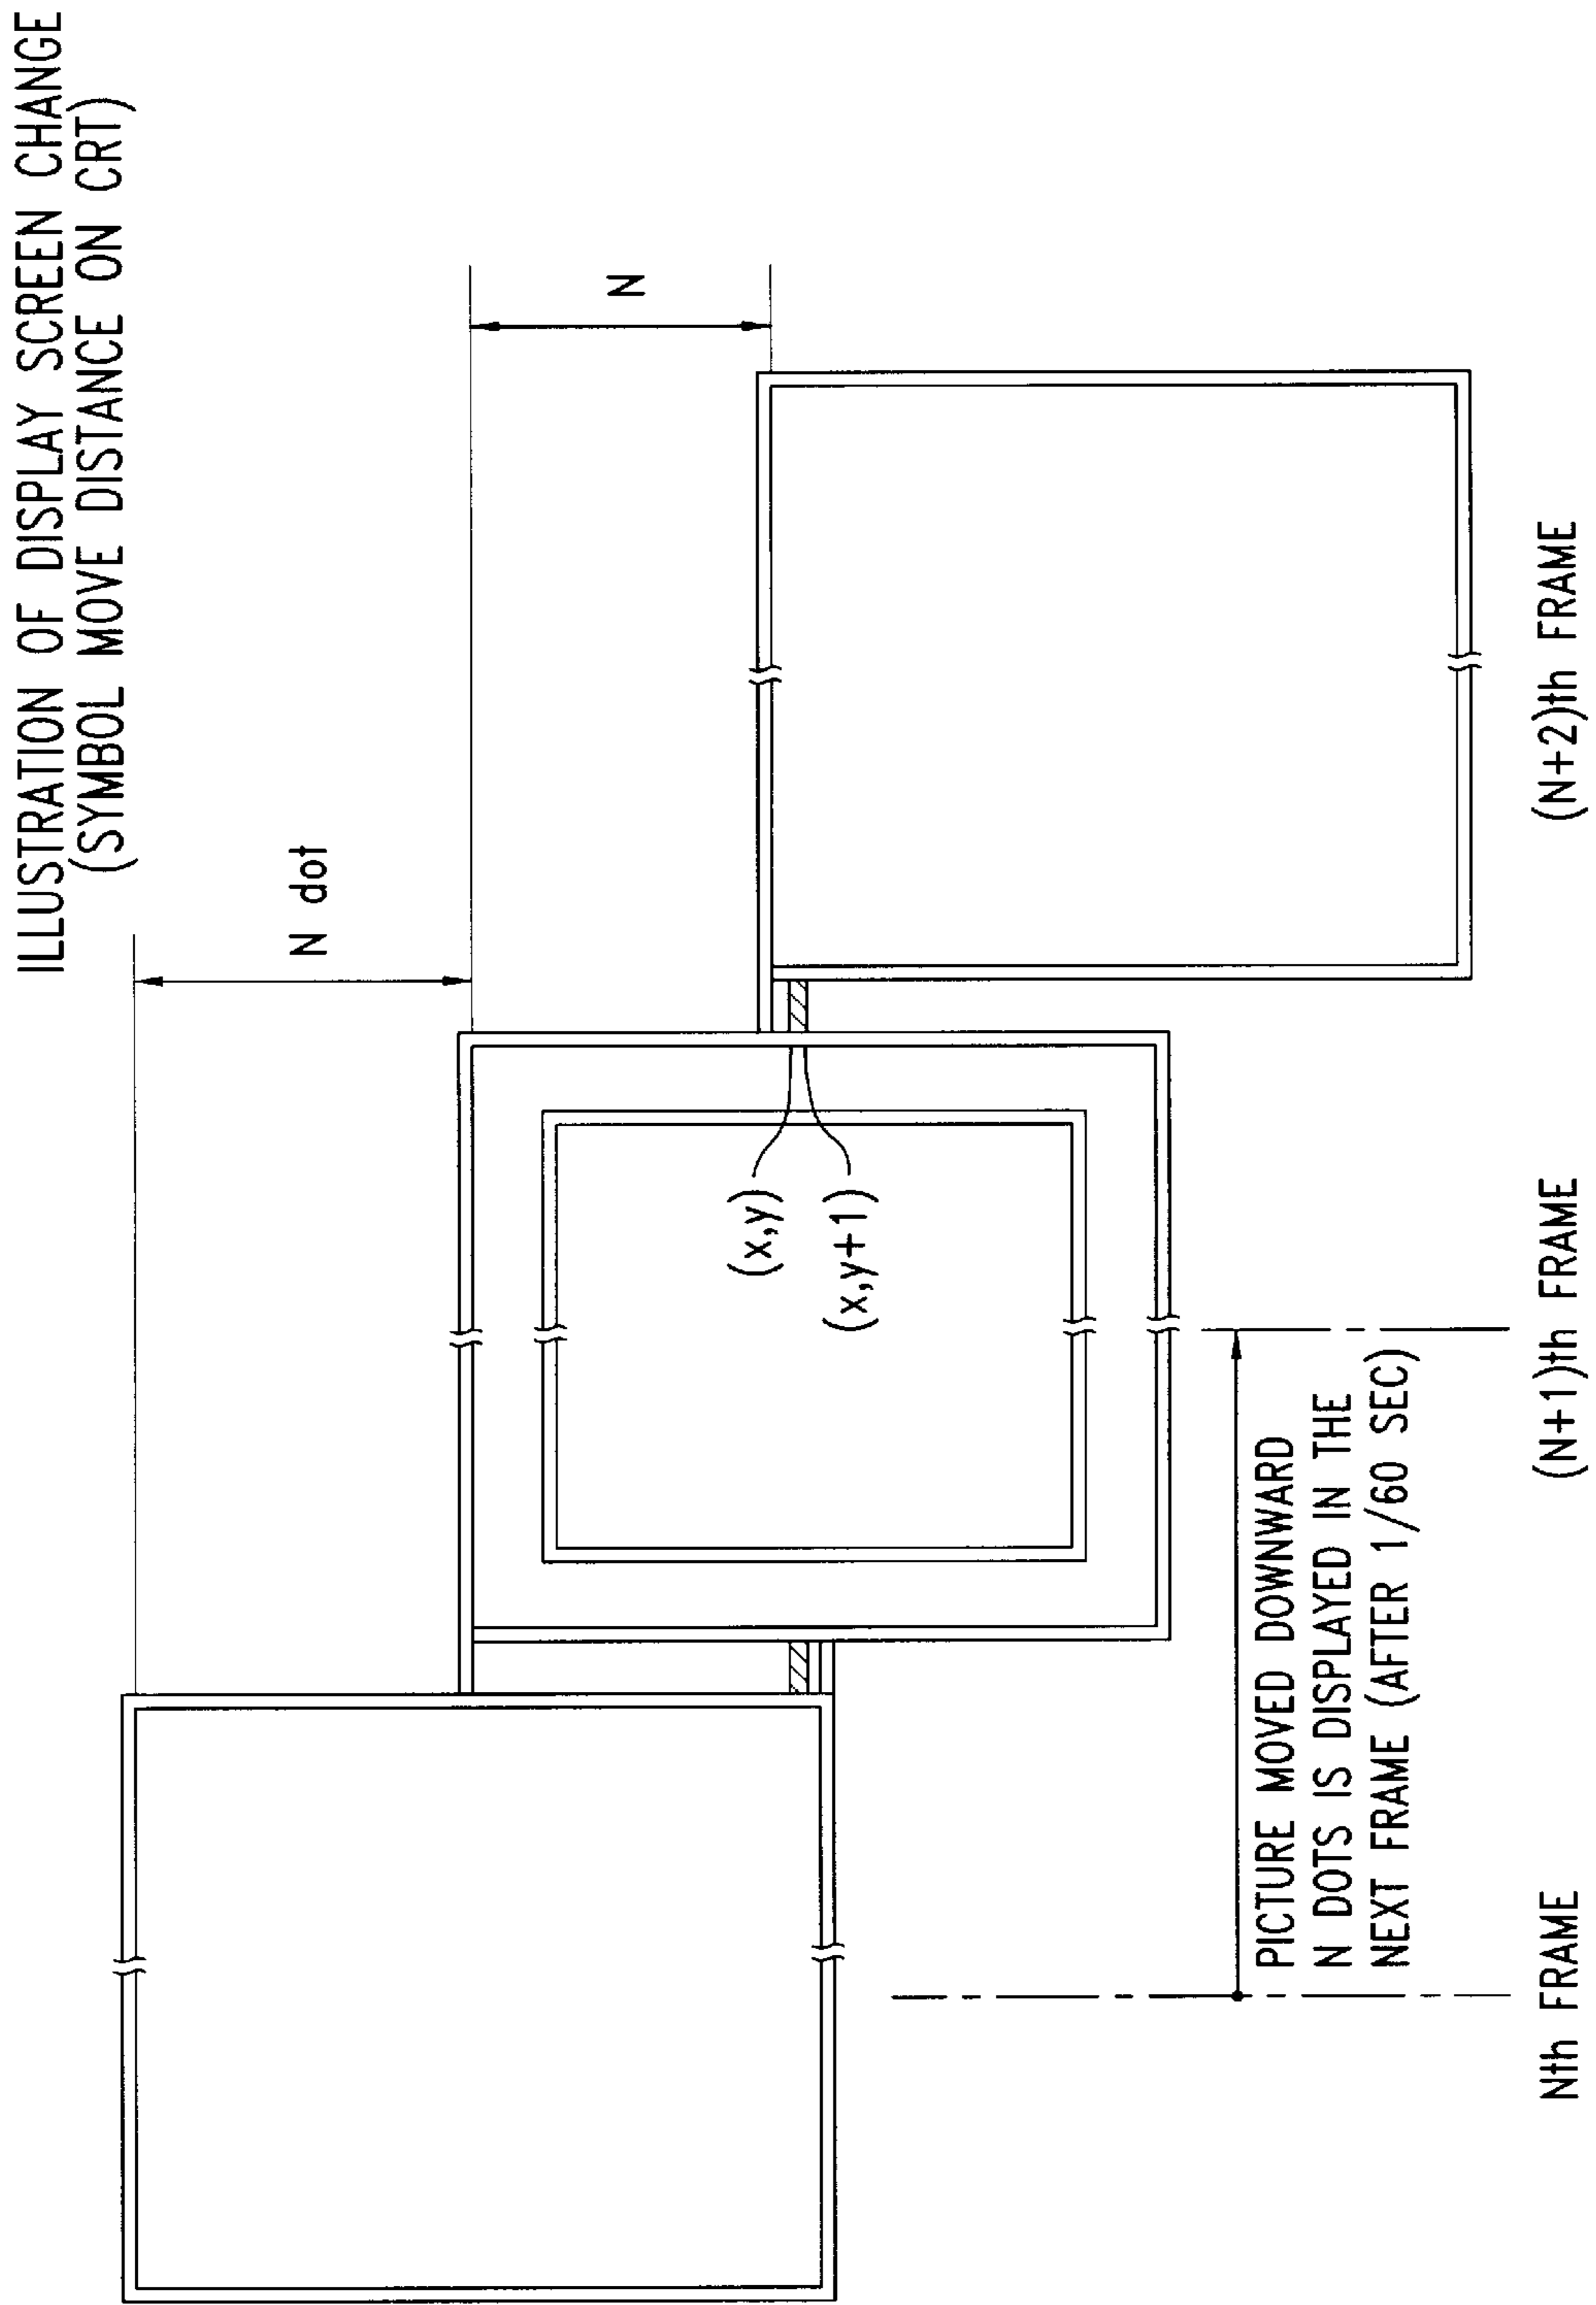 ILLUSTRATION OF DISPLAY SCREEN CHANGE
(SYMBOL MOVE DISTANCE ON CRT)
N dot
N
(x,y)
(x,y+1)
PICTURE MOVED DOWNWARD
N DOTS IS DISPLAYED IN THE
NEXT FRAME (AFTER 1/60 SEC)
Nth FRAME
(N+1)th FRAME
(N+2)th FRAME